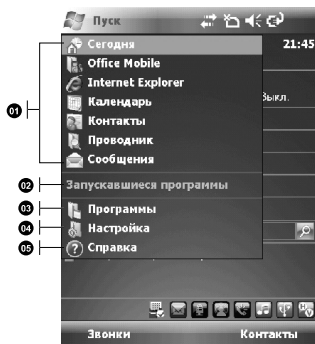 Пуск
01 Сегодня 21:45
Office Mobile
Internet Explorer
Календарь Выкл.
Контакты
Проводник
Сообщения
02 Запускавшиеся программы
03 Программы
04 Настройка
05 Справка
Звонки Контакты